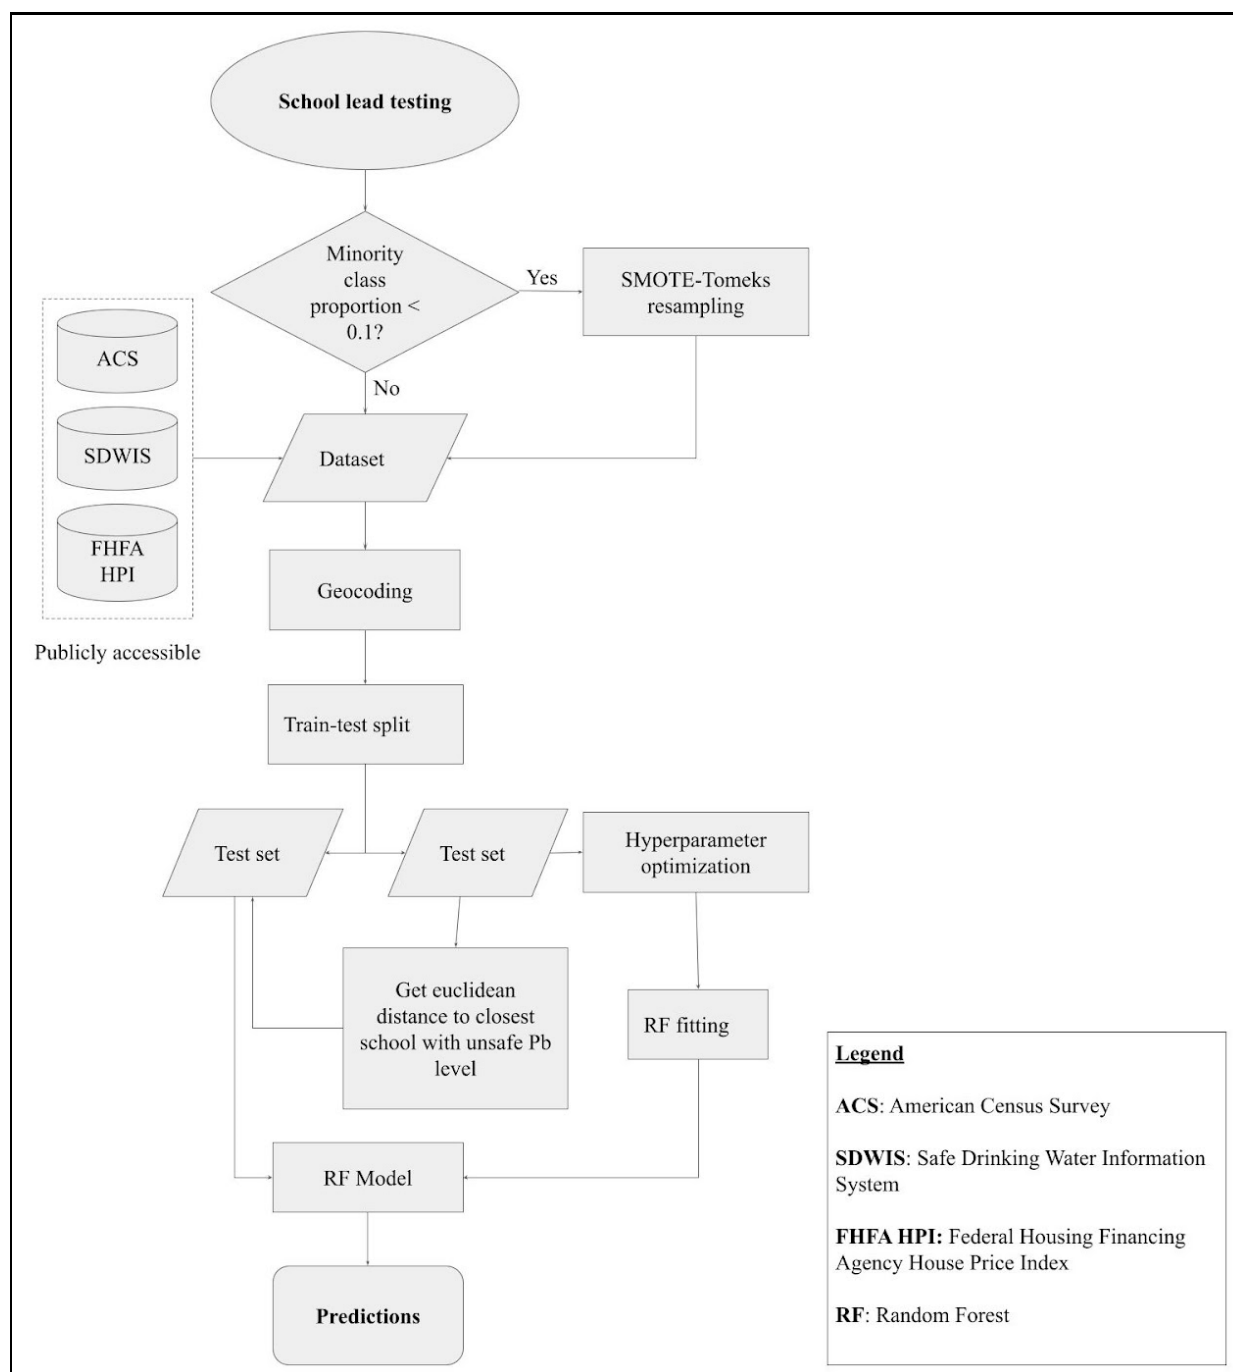 School lead testing
Minority
class
proportion <
0.1?
Yes
SMOTE-Tomeks
resampling
No
ACS
SDWIS
FHFA
HPI
Publicly accessible
Dataset
Geocoding
Train-test split
Test set
Test set
Hyperparameter
optimization
Get euclidean
distance to closest
school with unsafe Pb
level
RF fitting
RF Model
Predictions
Legend
ACS: American Census Survey
SDWIS: Safe Drinking Water Information
System
FHFA HPI: Federal Housing Financing
Agency House Price Index
RF: Random Forest